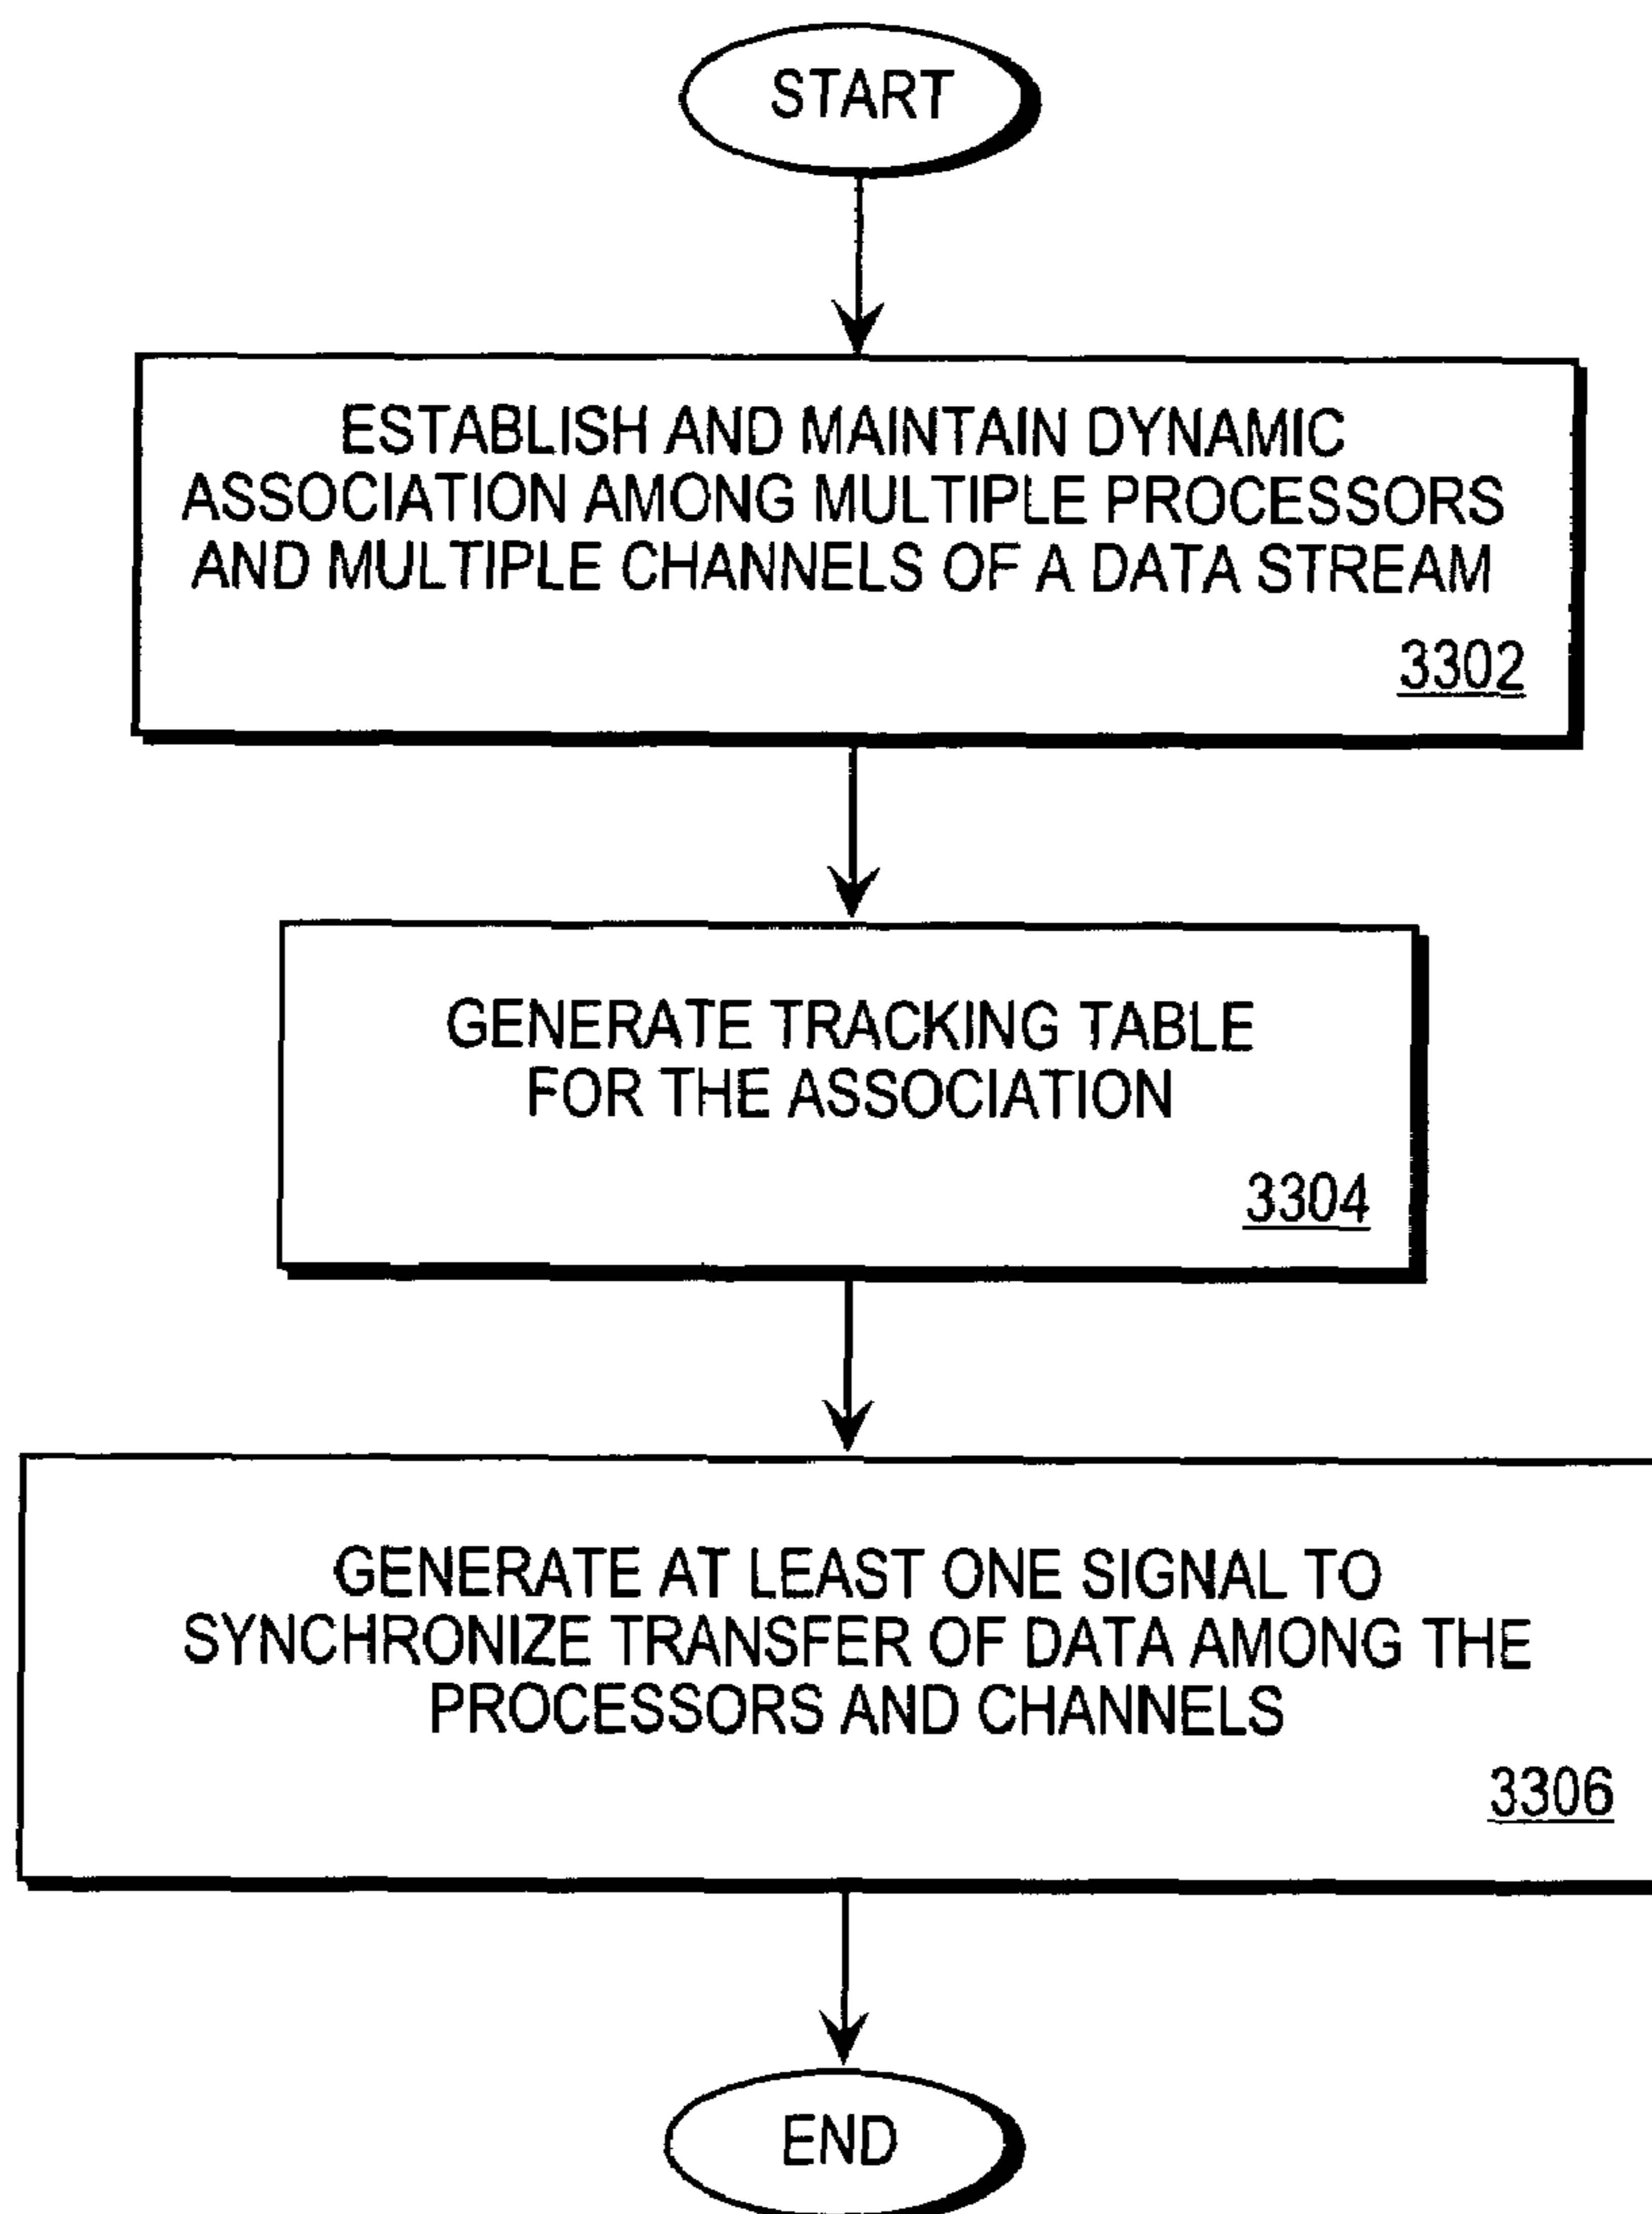 START
ESTABLISH AND MAINTAIN DYNAMIC
ASSOCIATION AMONG MULTIPLE PROCESSORS
AND MULTIPLE CHANNELS OF A DATA STREAM
3302
GENERATE TRACKING TABLE
FOR THE ASSOCIATION
3304
GENERATE AT LEAST ONE SIGNAL TO
SYNCHRONIZE TRANSFER OF DATA AMONG THE
PROCESSORS AND CHANNELS
3306
END